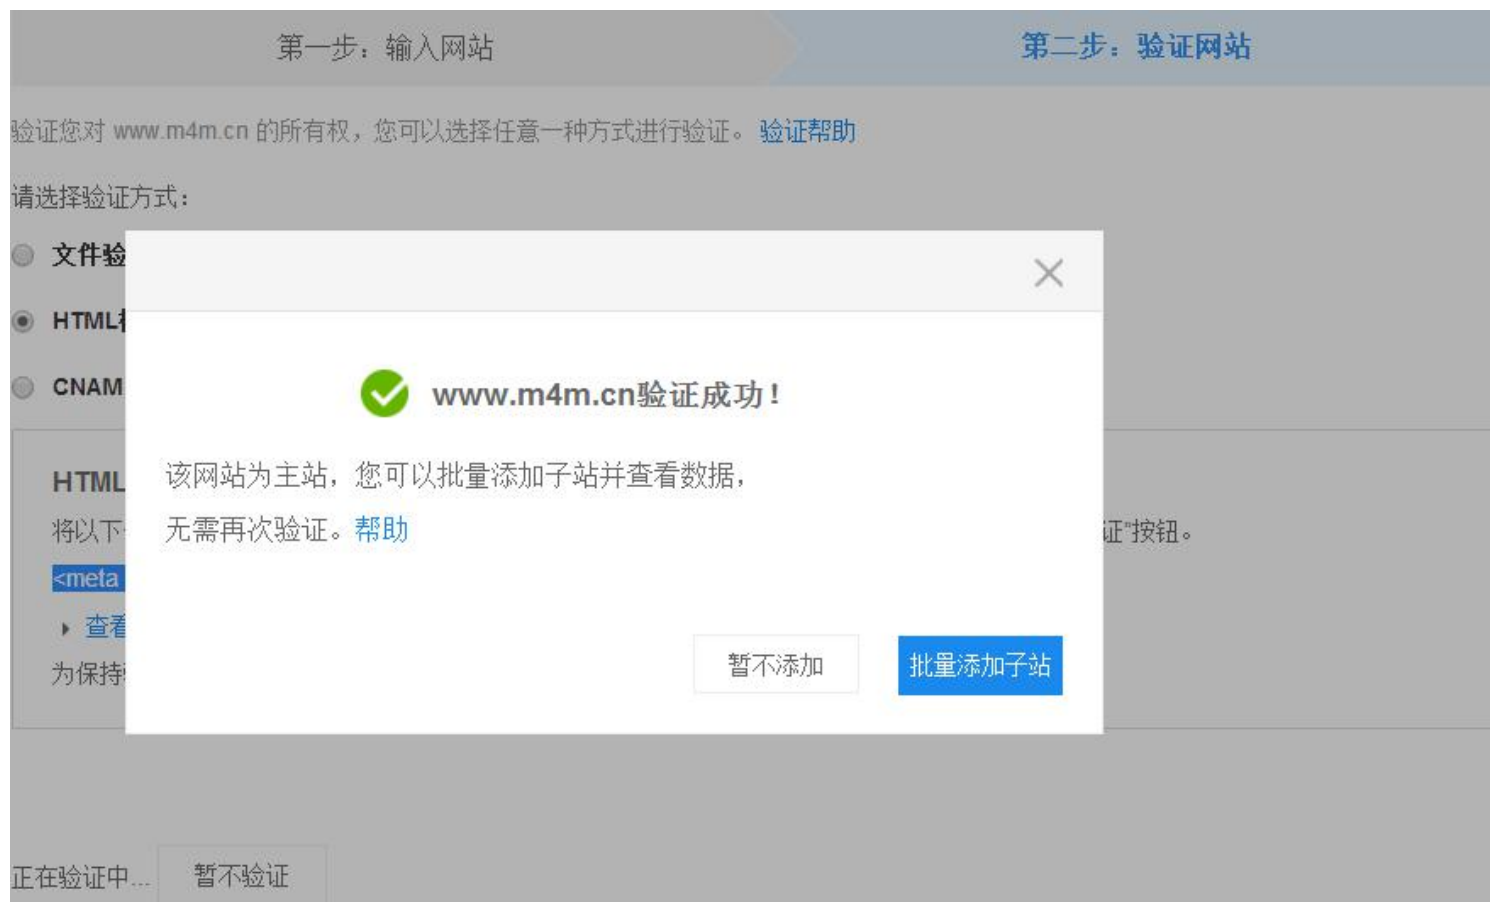 第一步：输入网站
第二步：验证网站
验证您对 www.m4m.cn 的所有权，您可以选择任意一种方式进行验证。 验证帮助
请选择验证方式：
文件验
HTML
CNAM
www.m4m.cn验证成功！
该网站为主站，您可以批量添加子站并查看数据，
无需再次验证。帮助
暂不添加
批量添加子站
HTML
将以下
证”按钮。
<meta
查看
为保持
正在验证中...
暂不验证